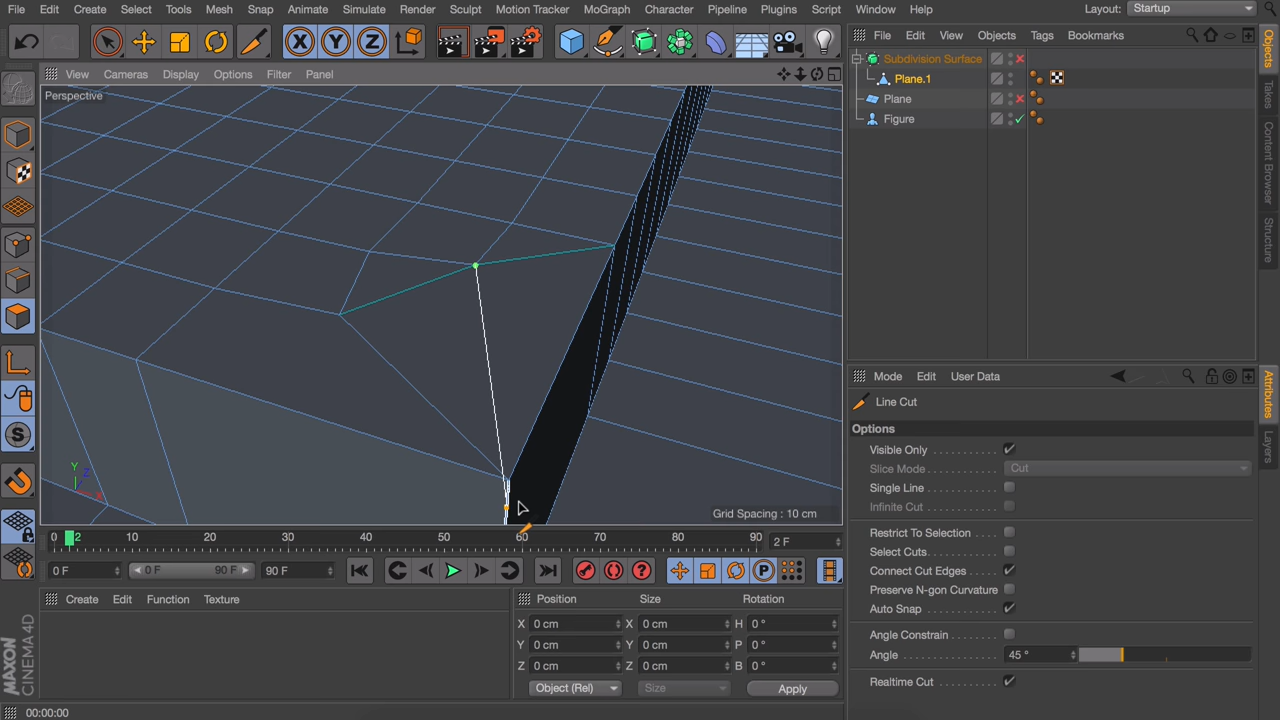 File Edit Create Select Tools Mesh Snap Animate Simulate Render Sculpt Motion Tracker MoGraph Character Pipeline Plugins Script Window Help Layout: Startup
View Cameras Display Options Filter Panel
Perspective
Y
Z
X
Grid Spacing : 10 cm
0 2 10 20 30 40 50 60 70 80 90 2 F
0 F 0 F 90 F 90 F
Create Edit Function Texture
Position Size Rotation
X 0 cm X 0 cm H 0 °
Y 0 cm Y 0 cm P 0 °
Z 0 cm Z 0 cm B 0 °
Object (Rel) Size Apply
MAXON
CINEMA 4D
00:00:00
File Edit View Objects Tags Bookmarks
Subdivision Surface
Plane.1
Plane
Figure
Objects
Takes
Content Browser
Structure
Mode Edit User Data
Line Cut
Options
Visible Only
Slice Mode Cut
Single Line
Infinite Cut
Restrict To Selection
Select Cuts
Connect Cut Edges
Preserve N-gon Curvature
Auto Snap
Angle Constrain
Angle 45 °
Realtime Cut
Attributes
Layers